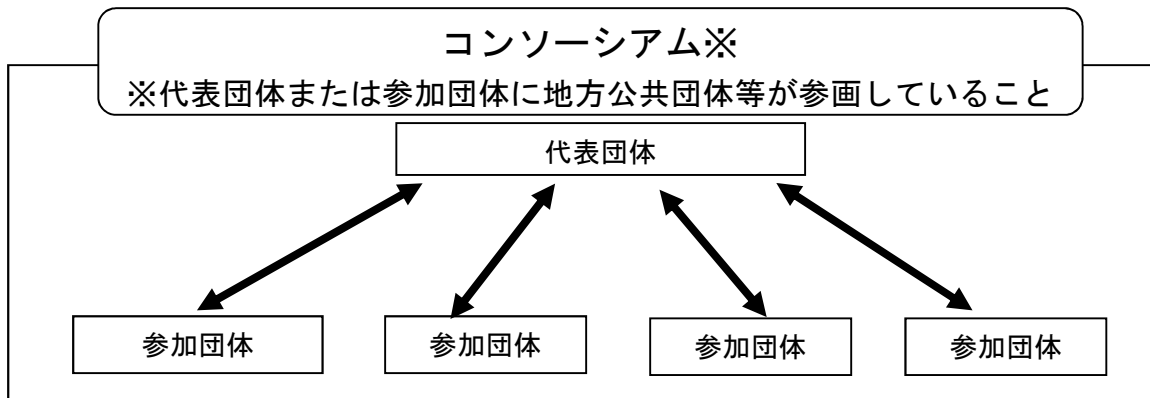 コンソーシアム※
※代表団体または参加団体に地方公共団体等が参画していること
代表団体
参加団体
参加団体
参加団体
参加団体